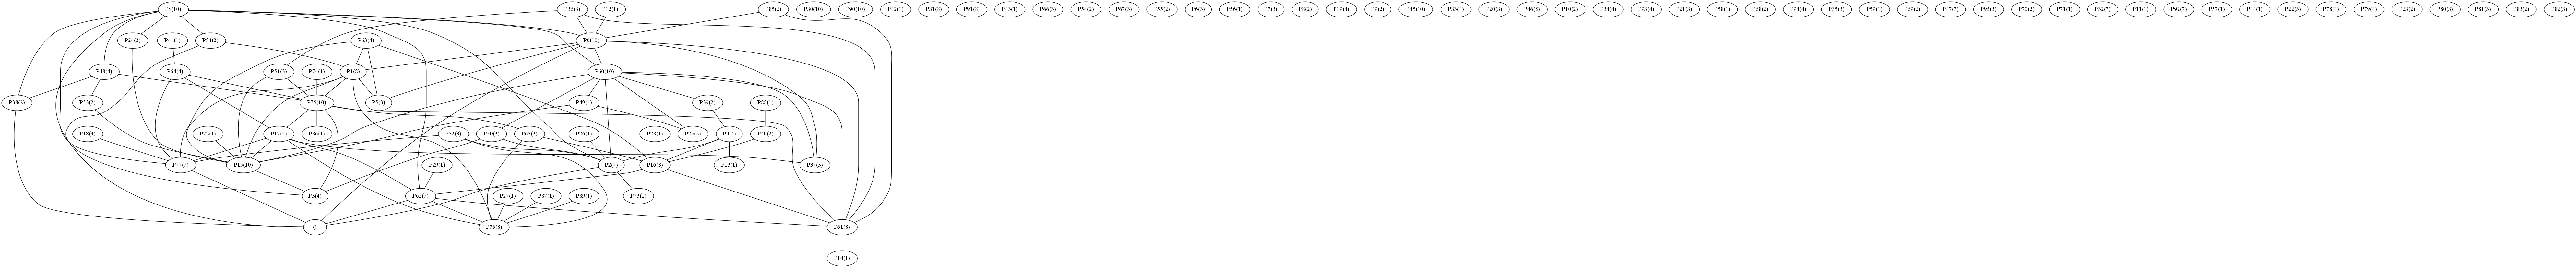 Px(10) P36(3) P12(1) P85(2) P30(10) P90(10) P42(1) P31(8) P91(8) P43(1) P66(3) P54(2) P67(3) P55(2) P6(3) P56(1) P7(3) P8(2) P19(4) P9(2) P45(10) P33(4) P20(3) P46(8) P10(2) P34(4) P93(4) P21(3) P58(1) P68(2) P94(4) P35(3) P59(1) P69(2) P47(7) P95(3) P70(2) P71(1) P32(7) P11(1) P92(7) P57(1) P44(1) P22(3) P78(4) P79(4) P23(2) P80(3) P81(3) P83(2) P82(3)
P24(2) P41(1) P84(2) P63(4) P0(10)
P48(4) P64(4) P51(3) P74(1) P1(8) P60(10)
P38(2) P53(2) P75(10) P5(3) P49(4) P39(2) P88(1)
P18(4) P72(1) P17(7) P86(1) P52(3) P50(3) P65(3) P26(1) P28(1) P25(2) P4(4) P40(2)
P77(7) P15(10) P29(1) P2(7) P16(8) P13(1) P37(3)
P3(4) P62(7) P27(1) P87(1) P89(1) P73(1)
() P76(8) P61(8)
P14(1)